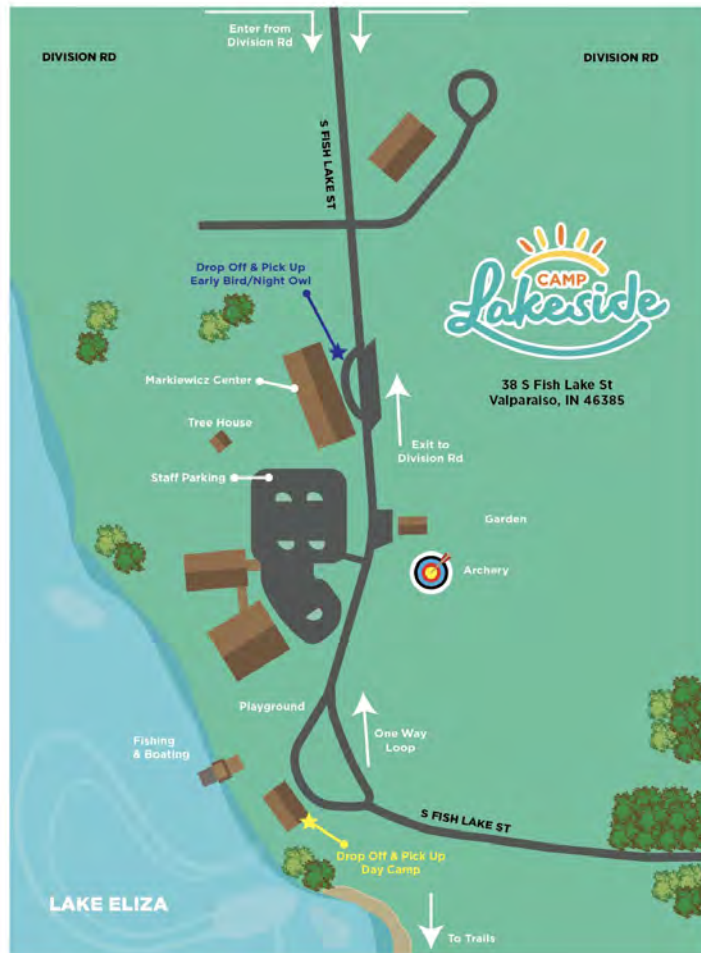 Enter from
Division Rd
DIVISION RD
DIVISION RD
S FISH LAKE ST
Drop Off & Pick Up
Early Bird/Night Owl
CAMP
Lakeside
38 S Fish Lake St
Valparaiso, IN 46385
Markiewicz Center
Tree House
Exit to
Division Rd
Staff Parking
Garden
Archery
Playground
One Way
Loop
Fishing
& Boating
S FISH LAKE ST
Drop Off & Pick Up
Day Camp
LAKE ELIZA
To Trails